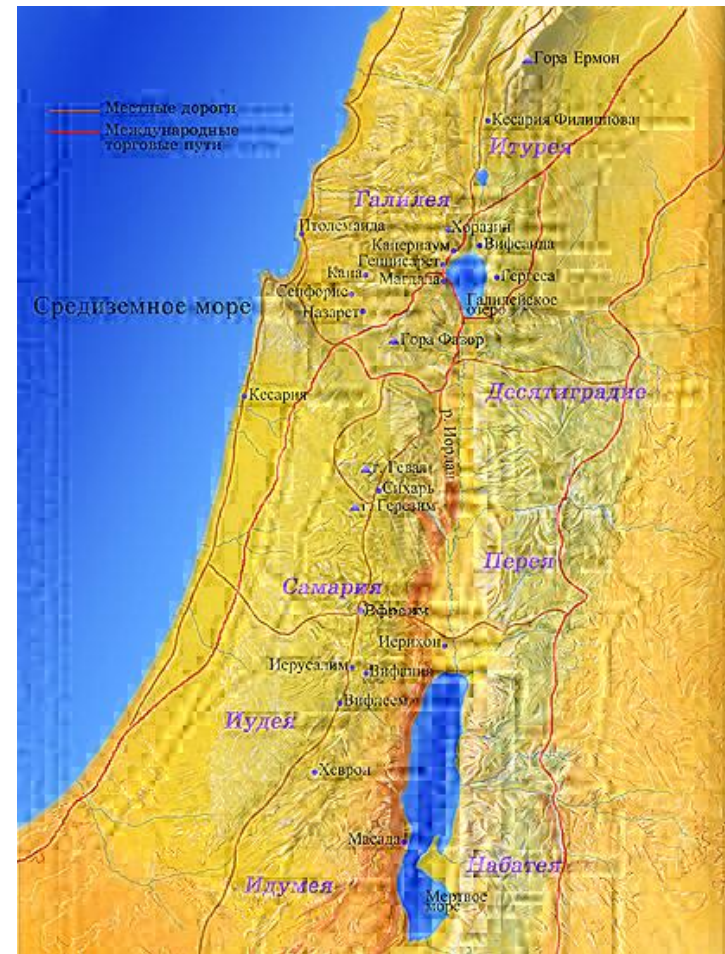 Гора Ермон
Местные дороги
Международные
торговые пути
Кесария Филиппова
Итурея
Галилея
Птолемаида
Хоразин
Капернаум
Вифсаида
Геннисарет
Кана
Магдала
Гергеса
Сепфорис
Галилейское
озеро
Средиземное море
Назарет
Гора Фавор
Кесария
Десятиградие
р. Иордан
г. Гевал
Сихарь
г. Геризим
Перея
Самария
Ефраим
Иерихон
Иерусалим
Вифания
Вифлеем
Иудея
Хеврон
Масада
Набатея
Идумея
Мертвое
море